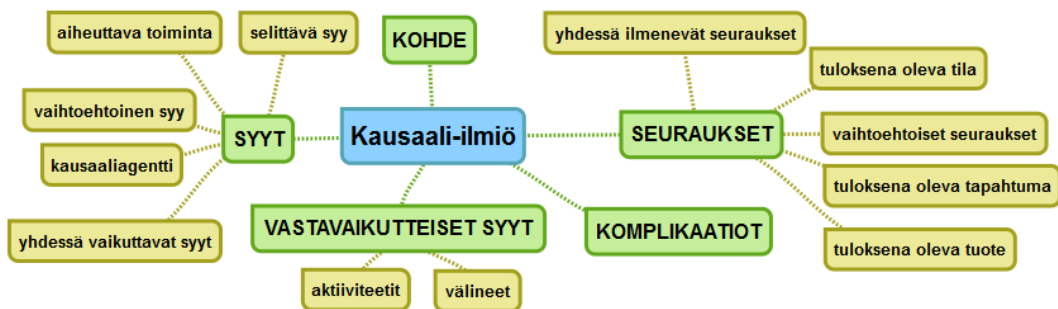 aiheuttava toiminta
selittävä syy
KOHDE
yhdessä ilmenevät seuraukset
tuloksena oleva tila
vaihtoehtoinen syy
SYYT
Kausaali-ilmiö
SEURAUKSET
vaihtoehtoiset seuraukset
kausaaliagentti
tuloksena oleva tapahtuma
yhdessä vaikuttavat syyt
VASTAVAIKUTTEISET SYYT
KOMPLIKAATIOT
tuloksena oleva tuote
aktiiviteetit
välineet